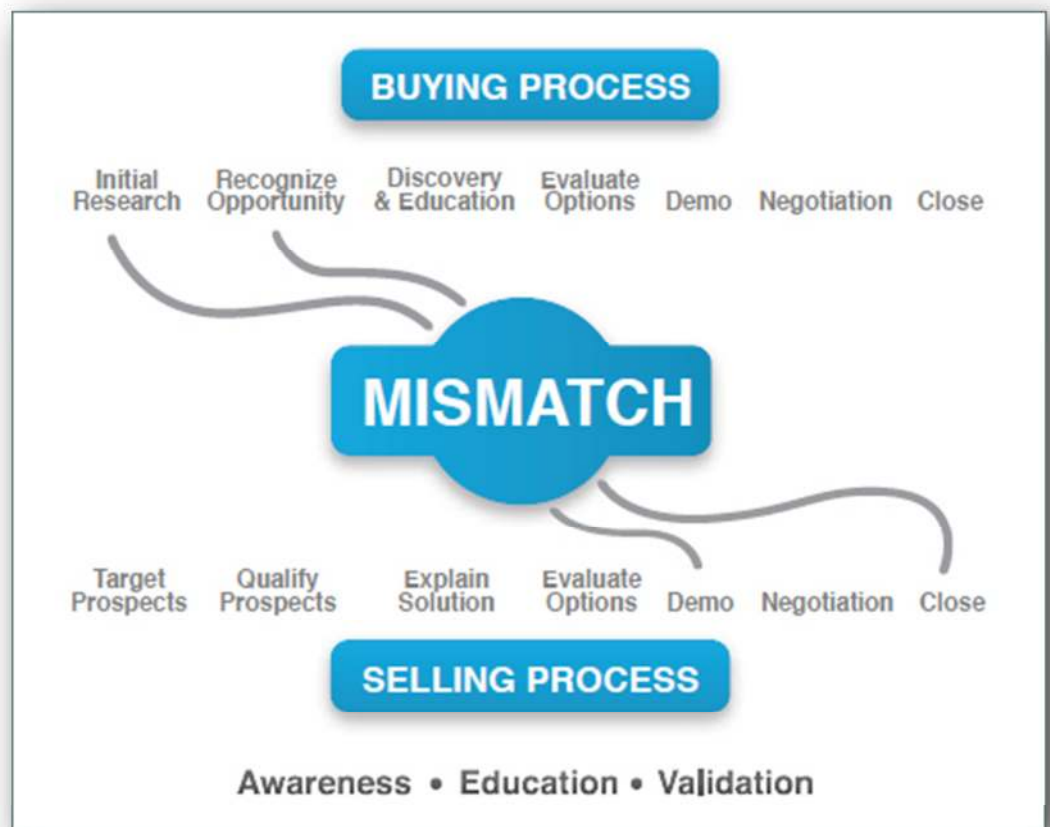 BUYING PROCESS
Initial Recognize Discovery Evaluate
Research Opportunity & Education Options Demo Negotiation Close
MISMATCH
Target Qualify Explain Evaluate
Prospects Prospects Solution Options Demo Negotiation Close
SELLING PROCESS
Awareness • Education • Validation